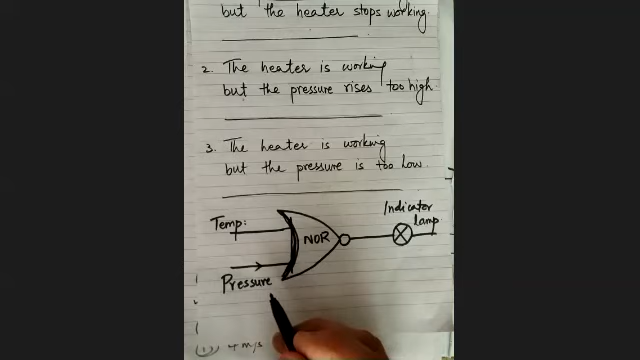 but the heater stops working.
2. The heater is working
but the pressure rises too high.
3. The heater is working
but the pressure is too low.
Indicator
lamp
Temp:
NOR
Pressure